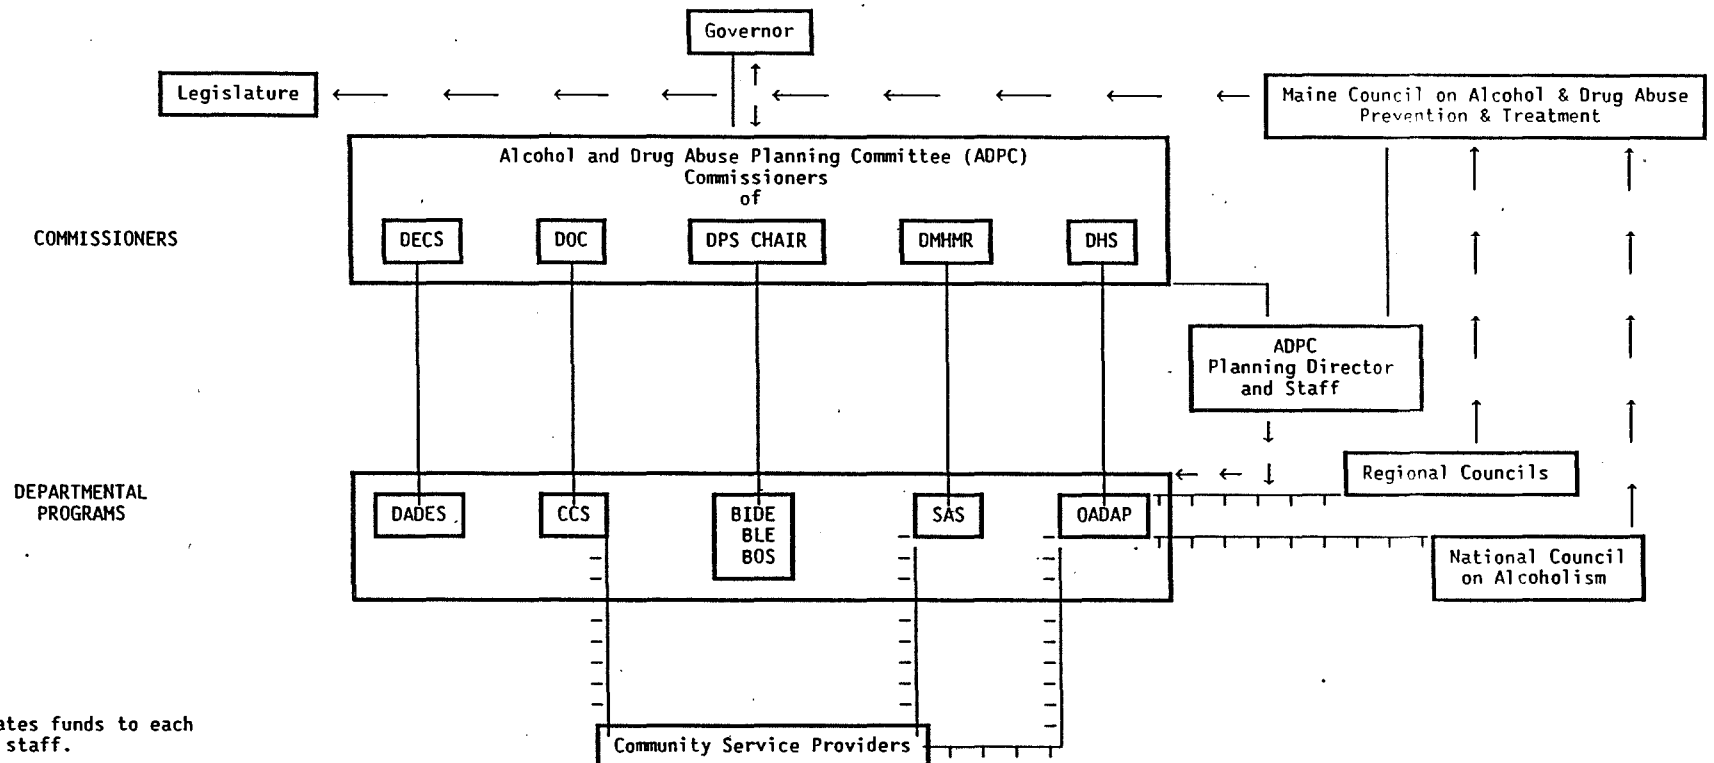 Governor
Legislature
Maine Council on Alcohol & Drug Abuse
Prevention & Treatment
Alcohol and Drug Abuse Planning Committee (ADPC)
Commissioners
of
COMMISSIONERS
DECS
DOC
DPS CHAIR
DMHMR
DHS
ADPC
Planning Director
and Staff
Regional Councils
DEPARTMENTAL
PROGRAMS
DADES
CCS
BIDE
BLE
BOS
SAS
OADAP
National Council
on Alcoholism
ates funds to each
staff.
Community Service Providers